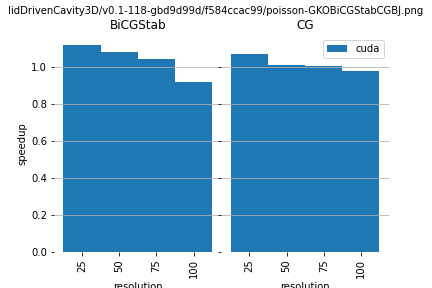 lidDrivenCavity3D/v0.1-118-gbd9d99d/f584ccac99/poisson-GKOBiCGStabCGBJ.png
BiCGStab CG
cuda
speedup
1.0
0.8
0.6
0.4
0.2
0.0
25 50 75 100 25 50 75 100
resolution resolution